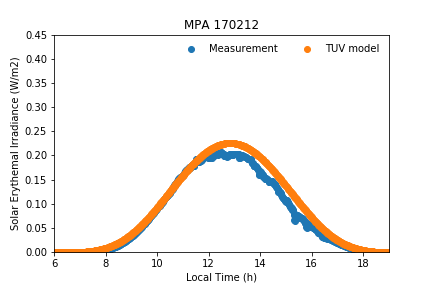 MPA 170212
Measurement TUV model
0.45
0.40
0.35
0.30
0.25
0.20
0.15
0.10
0.05
0.00
Solar Erythemal Irradiance (W/m2)
6 8 10 12 14 16 18
Local Time (h)